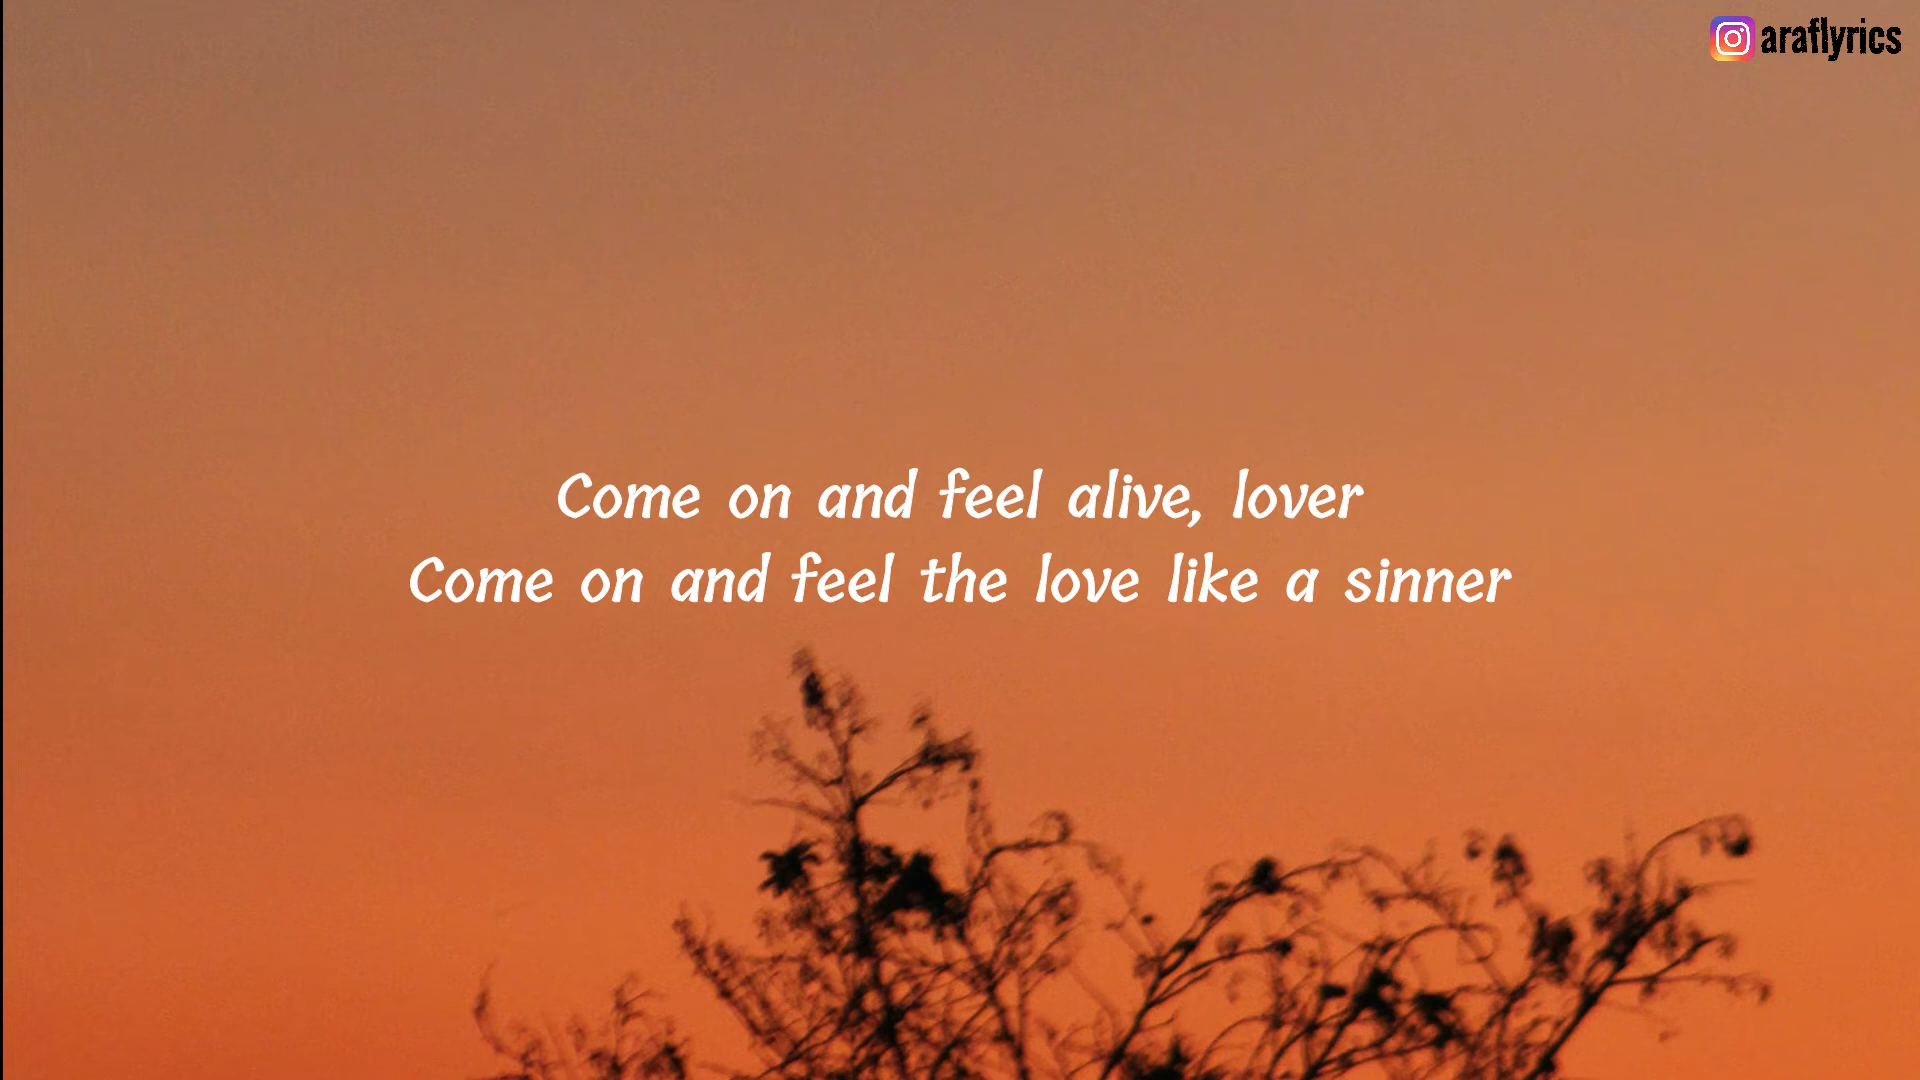 araflyrics
Come on and feel alive, lover
Come on and feel the love like a sinner